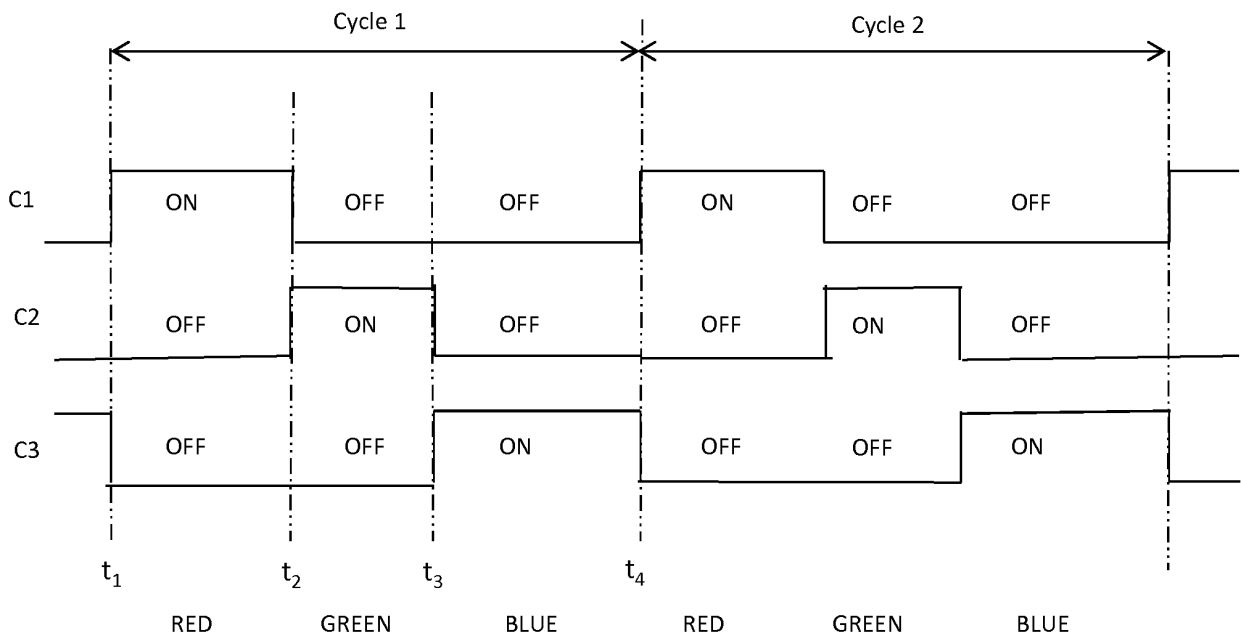 Cycle 1 Cycle 2
C1 ON OFF OFF ON OFF OFF
C2 OFF ON OFF OFF ON OFF
C3 OFF OFF ON OFF OFF ON
t1 t2 t3 t4
RED GREEN BLUE RED GREEN BLUE